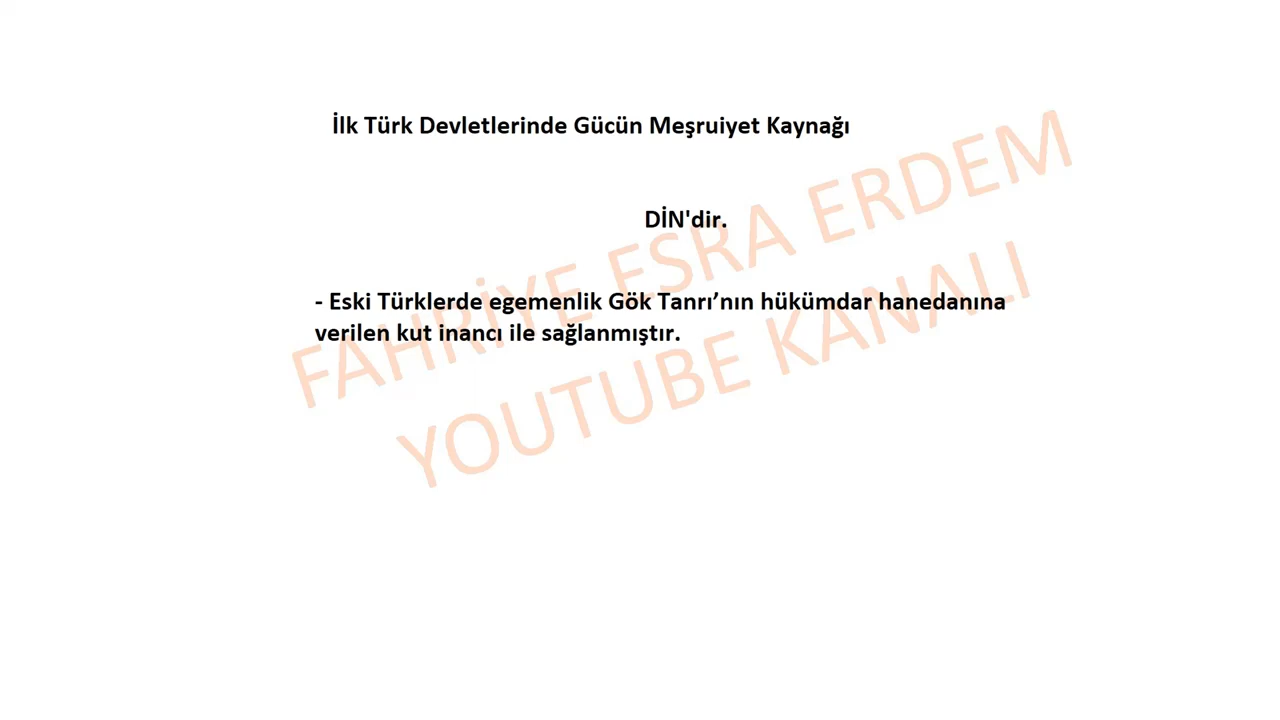 İlk Türk Devletlerinde Gücün Meşruiyet Kaynağı
DİN'dir.
- Eski Türklerde egemenlik Gök Tanrı’nın hükümdar hanedanına
verilen kut inancı ile sağlanmıştır.
FAHRİYE ESRA ERDEM
YOUTUBE KANALI